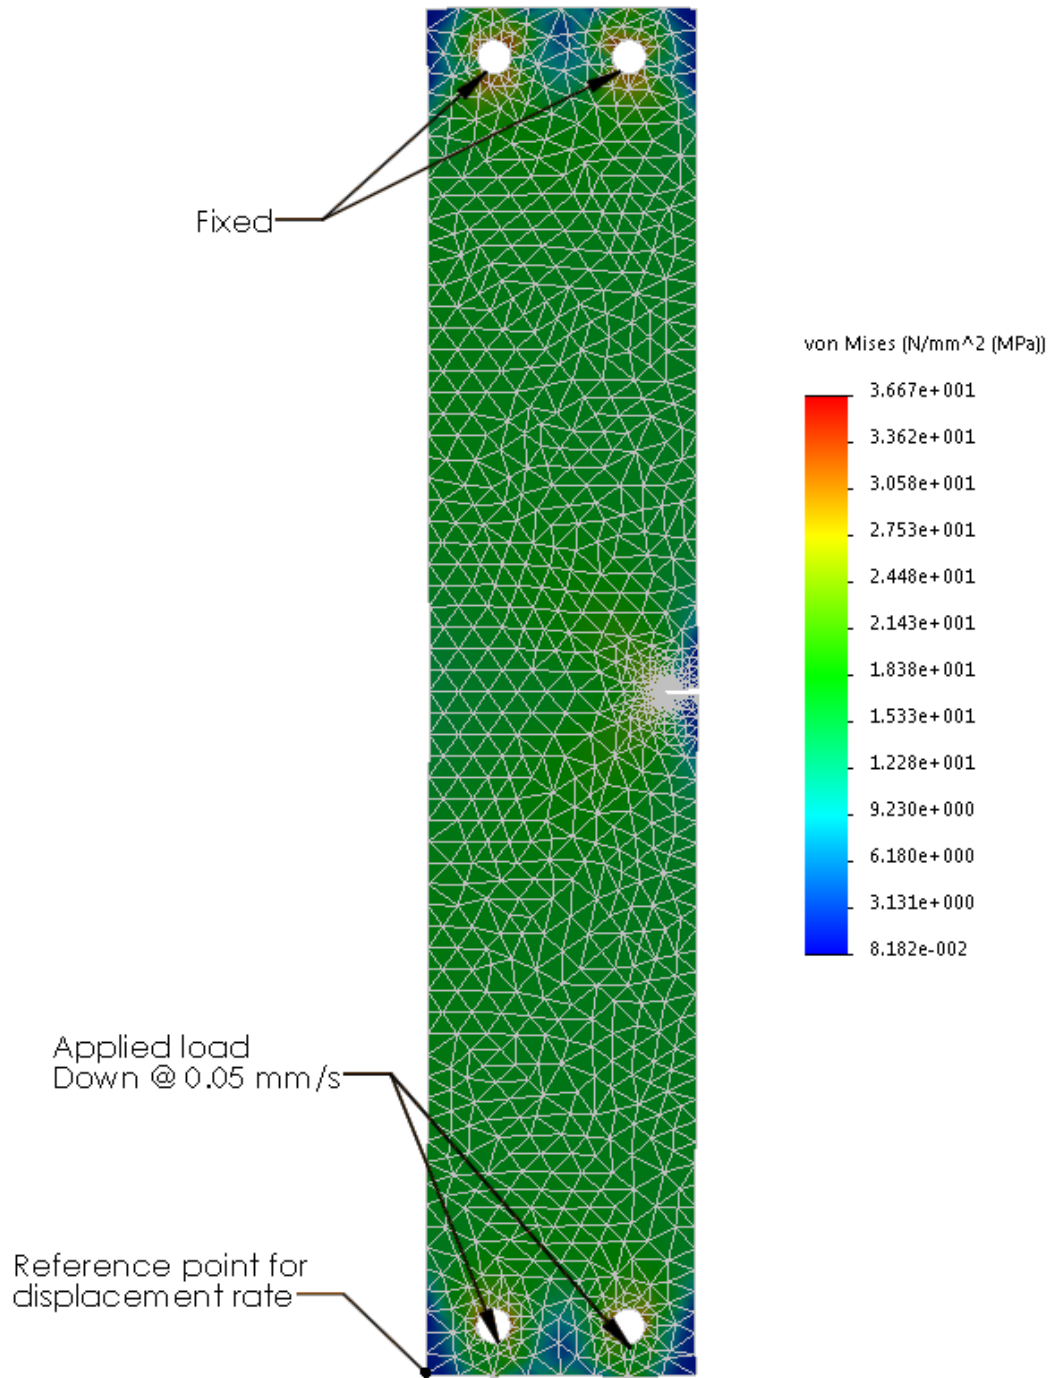 Fixed
von Mises (N/mm^2 (MPa))
3.667e+001
3.362e+001
3.058e+001
2.753e+001
2.448e+001
2.143e+001
1.838e+001
1.533e+001
1.228e+001
9.230e+000
6.180e+000
3.131e+000
8.182e-002
Applied load
Down @ 0.05 mm/s
Reference point for
displacement rate